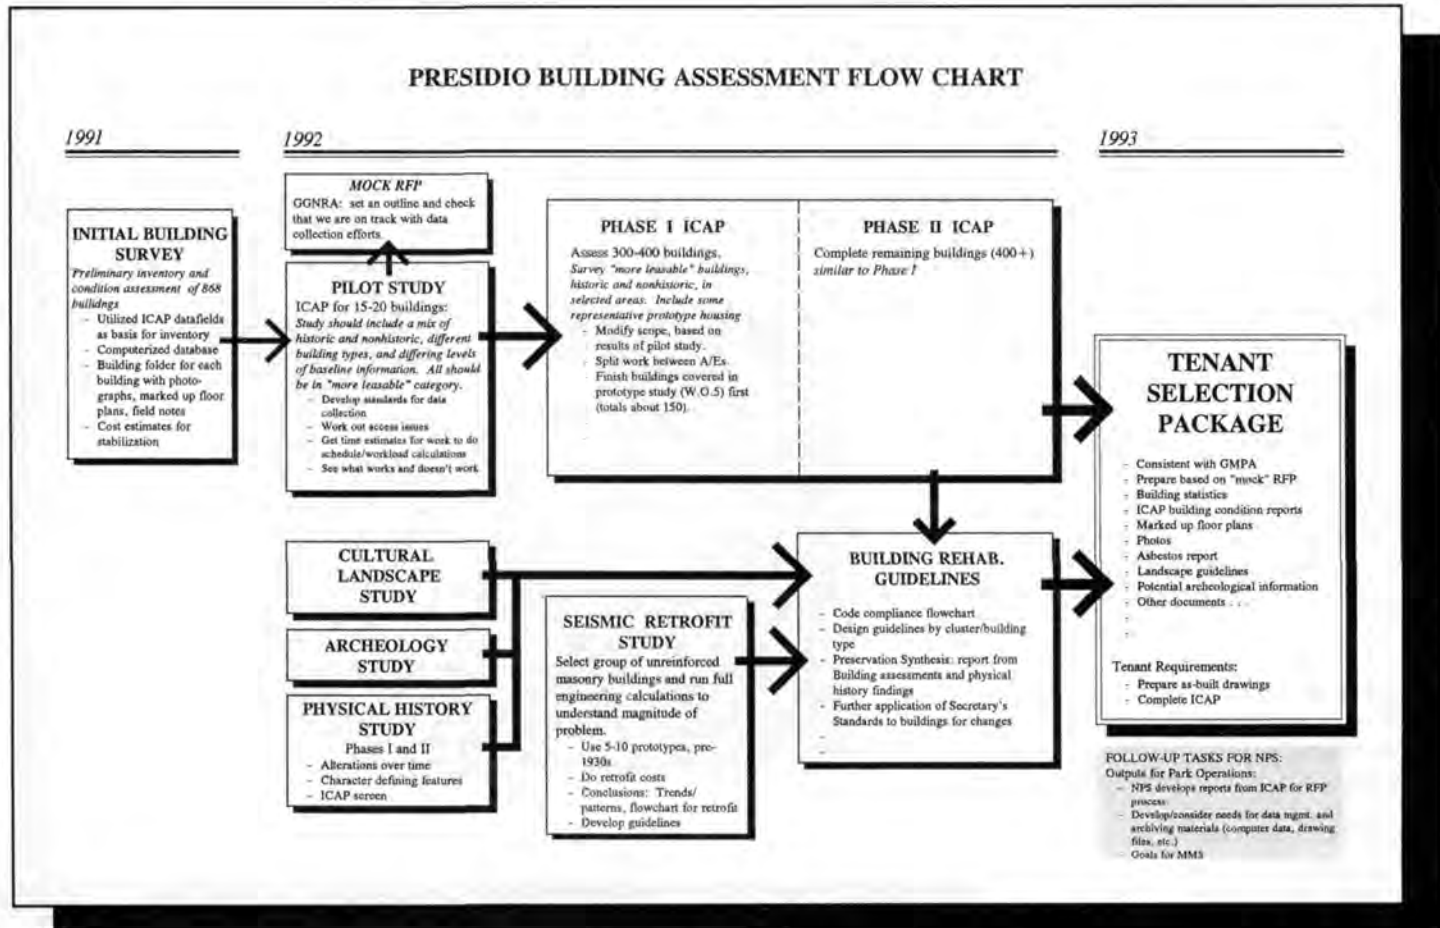 PRESIDIO BUILDING ASSESSMENT FLOW CHART
1991
1992
1993
INITIAL BUILDING
SURVEY
Preliminary inventory and
condition assessment of 868
buildings
- Utilized ICAP datafields
as basis for inventory
- Computerized database
- Building folder for each
building with photo-
graphs, marked up floor
plans, field notes
- Cost estimates for
stabilization
MOCK RFP
GGNRA: set an outline and check
that we are on track with data
collection efforts.
PILOT STUDY
ICAP for 15-20 buildings:
Study should include a mix of
historic and nonhistoric, different
building types, and differing levels
of baseline information. All should
be in "more leasable" category.
- Develop standards for data
collection
- Work out access issues
- Get time estimates for work to do
schedule/workload calculations
- See what works and doesn't work
PHASE I ICAP
Assess 300-400 buildings.
Survey "more leasable" buildings,
historic and nonhistoric, in
selected areas. Include some
representative prototype housing
- Modify scope, based on
results of pilot study.
- Split work between A/Es.
- Finish buildings covered in
prototype study (W.O.5) first
(totals about 150).
PHASE II ICAP
Complete remaining buildings (400+)
similar to Phase I
CULTURAL
LANDSCAPE
STUDY
ARCHEOLOGY
STUDY
PHYSICAL HISTORY
STUDY
Phases I and II
- Alterations over time
- Character defining features
- ICAP screen
SEISMIC RETROFIT
STUDY
Select group of unreinforced
masonry buildings and run full
engineering calculations to
understand magnitude of
problem.
- Use 5-10 prototypes, pre-
1930s
- Do retrofit costs
- Conclusions: Trends/
patterns, flowchart for retrofit
- Develop guidelines
BUILDING REHAB.
GUIDELINES
- Code compliance flowchart
- Design guidelines by cluster/building
type
- Preservation Synthesis: report from
Building assessments and physical
history findings
- Further application of Secretary's
Standards to buildings for changes
-
-
TENANT
SELECTION
PACKAGE
- Consistent with GMPA
- Prepare based on "mock" RFP
- Building statistics
- ICAP building condition reports
- Marked up floor plans
- Photos
- Asbestos report
- Landscape guidelines
- Potential archeological information
- Other documents . . .
-
-
Tenant Requirements:
- Prepare as-built drawings
- Complete ICAP
FOLLOW-UP TASKS FOR NPS:
Outputs for Park Operations:
- NPS develops reports from ICAP for RFP
process
- Develop/consider needs for data mgmt. and
archiving materials (computer data, drawing
files, etc.)
- Goals for MMS